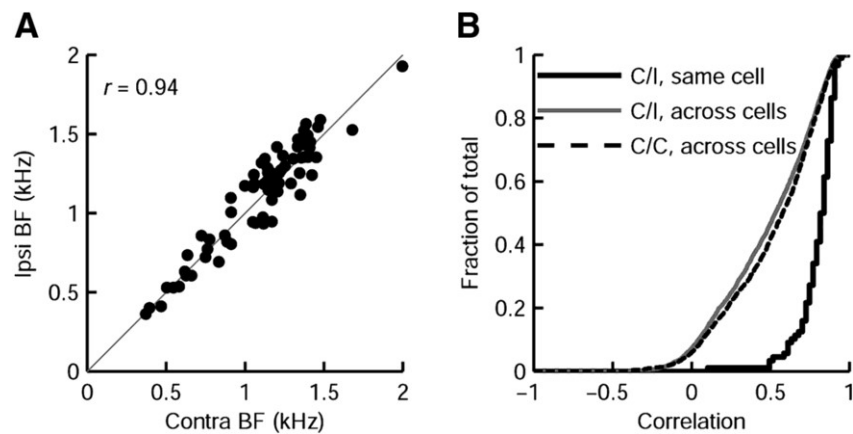 A
2
r = 0.94
1.5
1
0.5
0
0
0.5
1
1.5
2
Ipsi BF (kHz)
Contra BF (kHz)
B
1
C/I, same cell
0.8
C/I, across cells
C/C, across cells
0.6
0.4
0.2
0
−1
−0.5
0
0.5
1
Fraction of total
Correlation